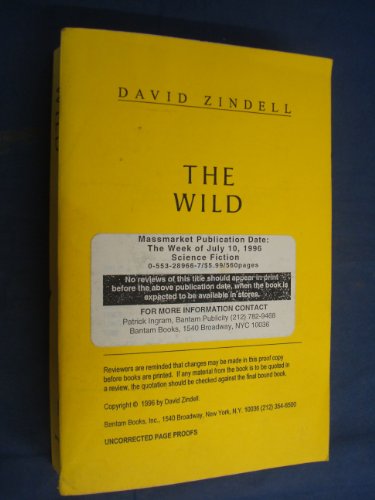 WILD
DAVID ZINDELL
THE
WILD
Massmarket Publication Date:
The Week of July 10, 1996
Science Fiction
0-553-28966-7/$5.99/560pages
No reviews of this title should appear in print
before the above publication date, when the book is
expected to be available in stores.
FOR MORE INFORMATION CONTACT
Patrick Ingram, Bantam Publicity (212) 782-9468
Bantam Books, 1540 Broadway, NYC 10036
Reviewers are reminded that changes may be made in this proof copy
before books are printed. If any material from the book is to be quoted in
a review, the quotation should be checked against the final bound book.
Copyright © 1996 by David Zindell
Bantam Books, Inc., 1540 Broadway, New York, N.Y. 10036 (212) 354-6500
UNCORRECTED PAGE PROOFS